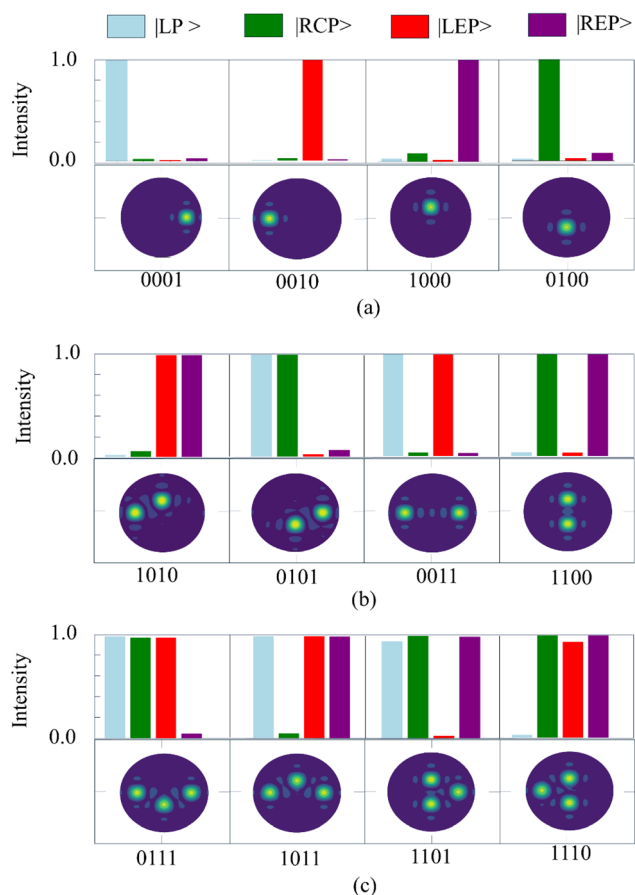 |LP > |RCP> |LEP> |REP>
Intensity
1.0
0.0
0001 0010 1000 0100
(a)
Intensity
1.0
0.0
1010 0101 0011 1100
(b)
Intensity
1.0
0.0
0111 1011 1101 1110
(c)